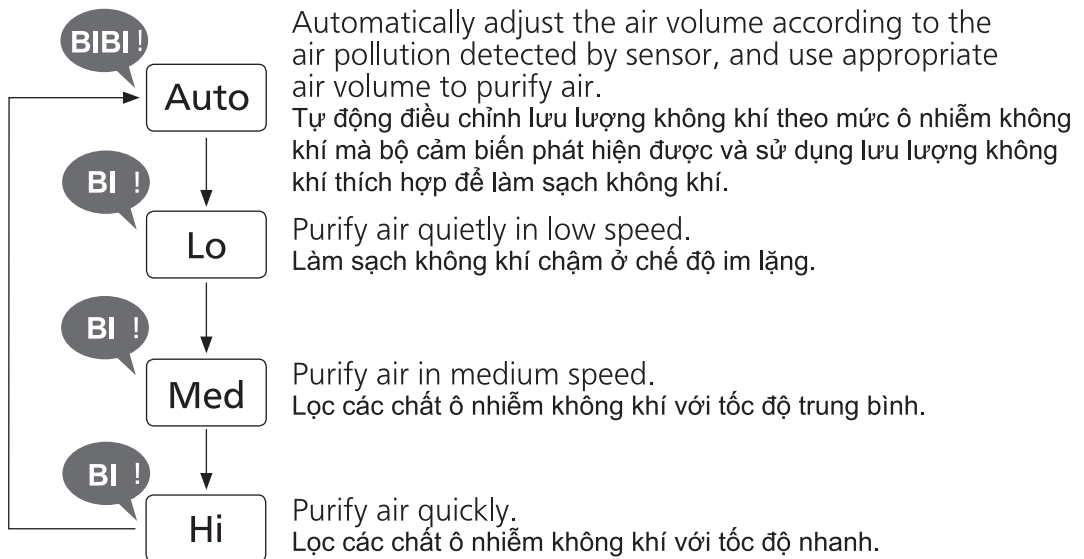 BIBI !
Auto
Automatically adjust the air volume according to the
air pollution detected by sensor, and use appropriate
air volume to purify air.
Tự động điều chỉnh lưu lượng không khí theo mức ô nhiễm không
khí mà bộ cảm biến phát hiện được và sử dụng lưu lượng không
khí thích hợp để làm sạch không khí.
BI !
Lo
Purify air quietly in low speed.
Làm sạch không khí chậm ở chế độ im lặng.
BI !
Med
Purify air in medium speed.
Lọc các chất ô nhiễm không khí với tốc độ trung bình.
BI !
Hi
Purify air quickly.
Lọc các chất ô nhiễm không khí với tốc độ nhanh.